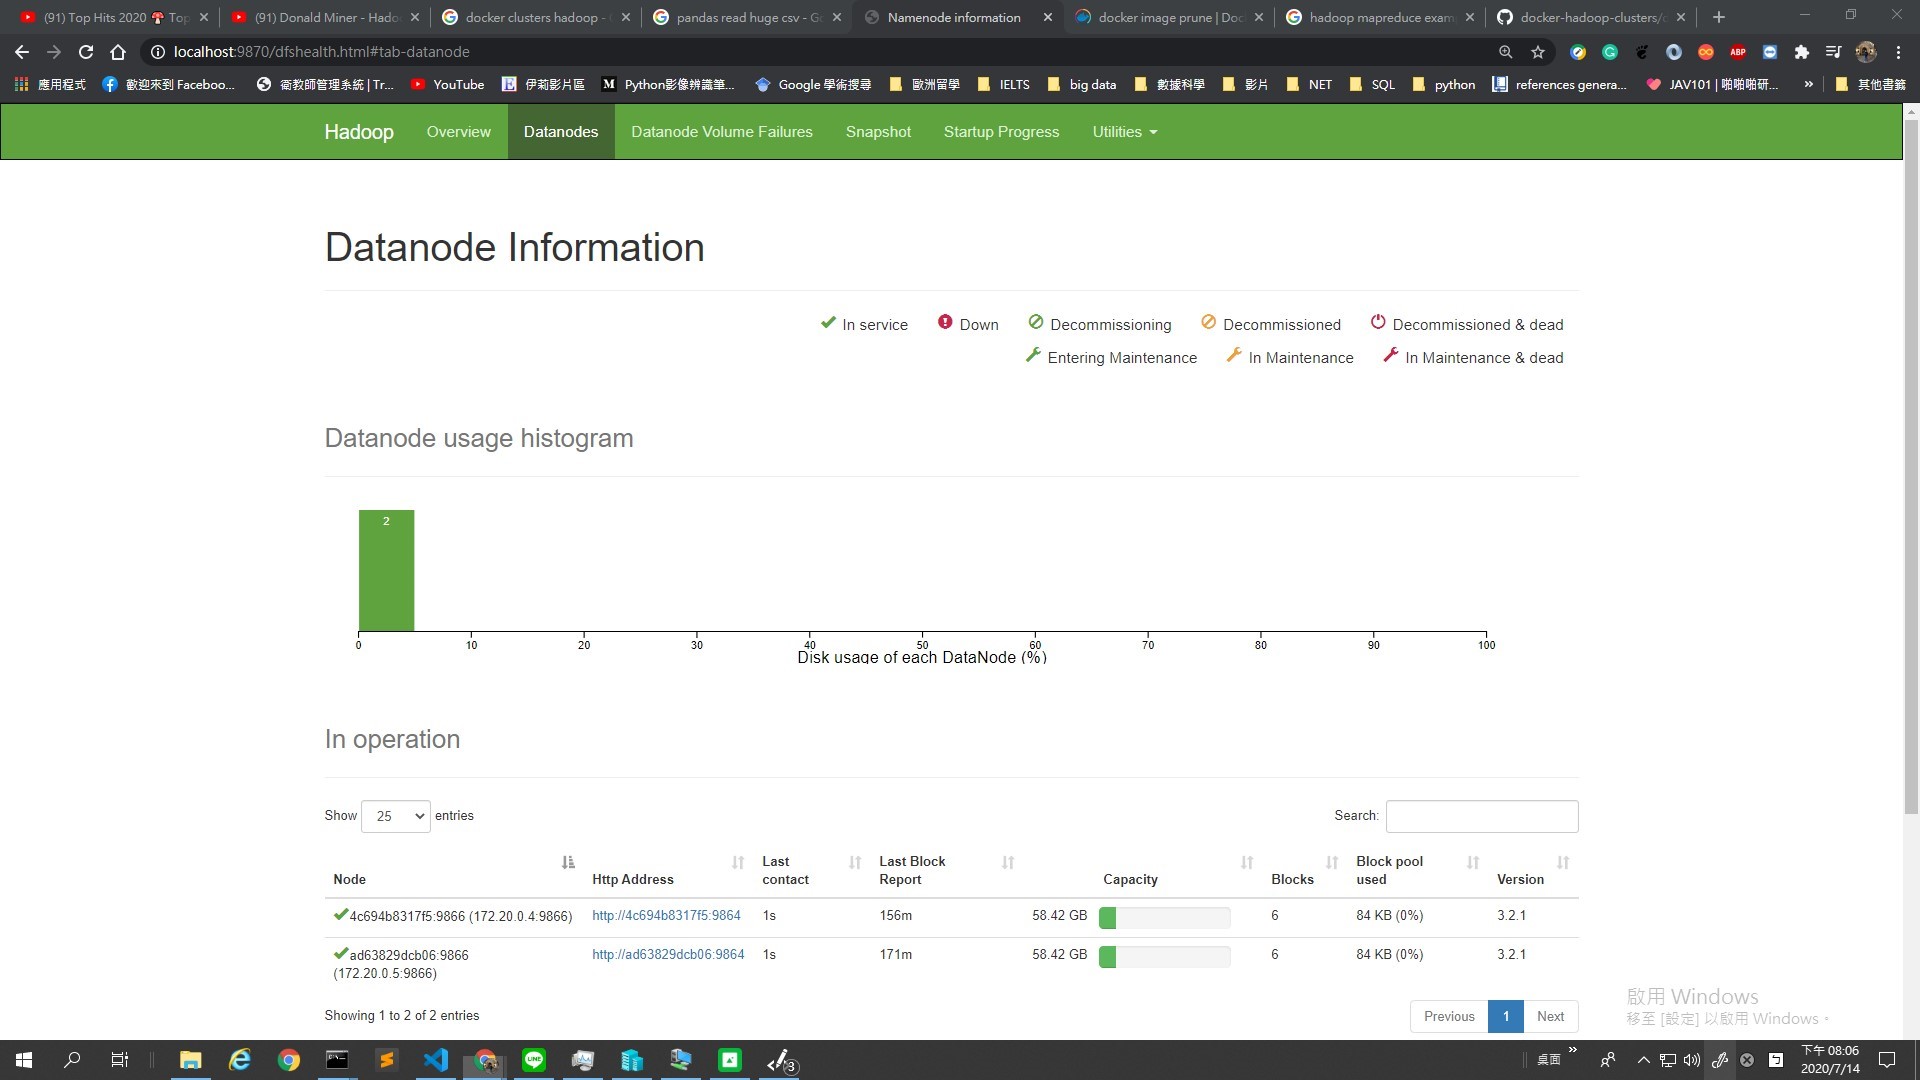 (91) Top Hits 2020 🍄 Top
(91) Donald Miner - Hado
docker clusters hadoop -
pandas read huge csv - Go
Namenode information
docker image prune | Doc
hadoop mapreduce exam
docker-hadoop-clusters/
localhost:9870/dfshealth.html#tab-datanode
ABP
應用程式
歡迎來到 Faceboo...
衛教師管理系統 | Tr...
YouTube
伊莉影片區
Python影像辨識筆...
Google 學術搜尋
歐洲留學
IELTS
big data
數據科學
影片
NET
SQL
python
references genera...
JAV101 | 啪啪啪研...
»
其他書籤
Hadoop
Overview
Datanodes
Datanode Volume Failures
Snapshot
Startup Progress
Utilities
Datanode Information
In service
Down
Decommissioning
Decommissioned
Decommissioned & dead
Entering Maintenance
In Maintenance
In Maintenance & dead
Datanode usage histogram
2
0 10 20 30 40 50 60 70 80 90 100
Disk usage of each DataNode (%)
In operation
Show 25 entries
Search:
Node
Http Address
Last contact
Last Block Report
Capacity
Blocks
Block pool used
Version
4c694b8317f5:9866 (172.20.0.4:9866) http://4c694b8317f5:9864 1s 156m 58.42 GB 6 84 KB (0%) 3.2.1
ad63829dcb06:9866 (172.20.0.5:9866) http://ad63829dcb06:9864 1s 171m 58.42 GB 6 84 KB (0%) 3.2.1
Showing 1 to 2 of 2 entries
Previous 1 Next
啟用 Windows
移至 [設定] 以啟用 Windows。
LINE
3
桌面
»
下午 08:06
2020/7/14